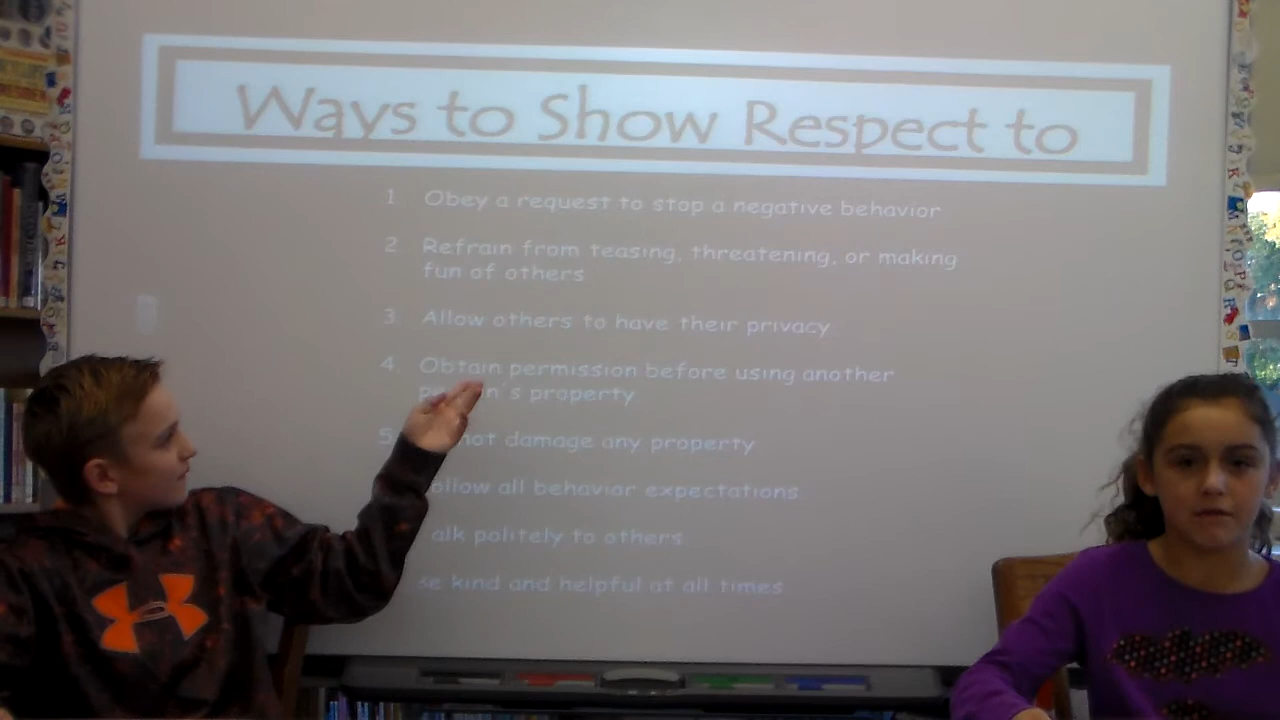 Ways to Show Respect to
1 Obey a request to stop a negative behavior
2 Refrain from teasing, threatening, or making
fun of others
3. Allow others to have their privacy
4. Obtain permission before using another
property
5 not damage any property
all behavior expectations
politely to others
kind and helpful at all times